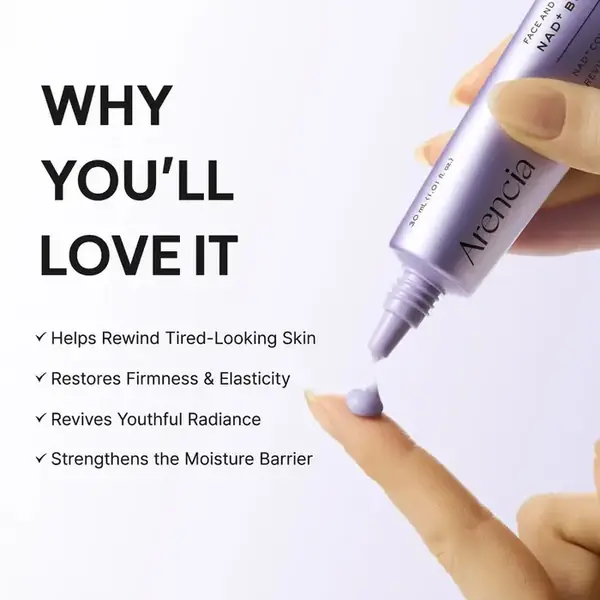 WHY
YOU'LL
LOVE IT
✓ Helps Rewind Tired-Looking Skin
✓ Restores Firmness & Elasticity
✓ Revives Youthful Radiance
✓ Strengthens the Moisture Barrier
FACE AND
NAD+
NAD+
Arencia
30 mL (1.01 fl. oz.)